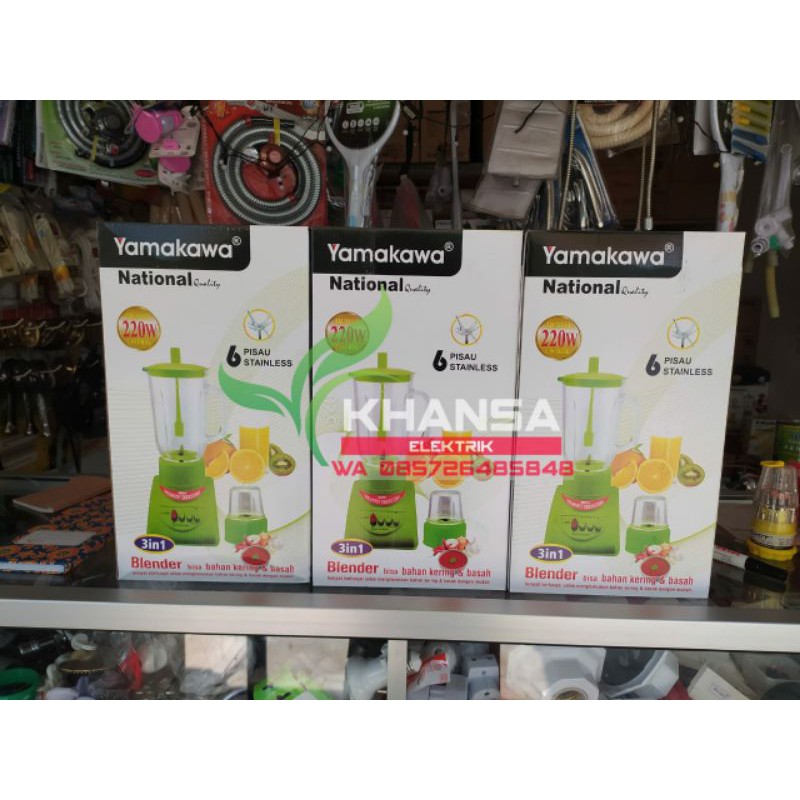 Yamakawa®
National Quality
220W
6 PISAU
STAINLESS
3in1
Blender bisa bahan kering & basah
Yamakawa®
National Quality
220W
6 PISAU
STAINLESS
3in1
Blender bisa bahan kering & basah
Yamakawa®
National Quality
220W
6 PISAU
STAINLESS
3in1
Blender bisa bahan kering & basah
KHANSA
ELEKTRIK
WA 085726485848